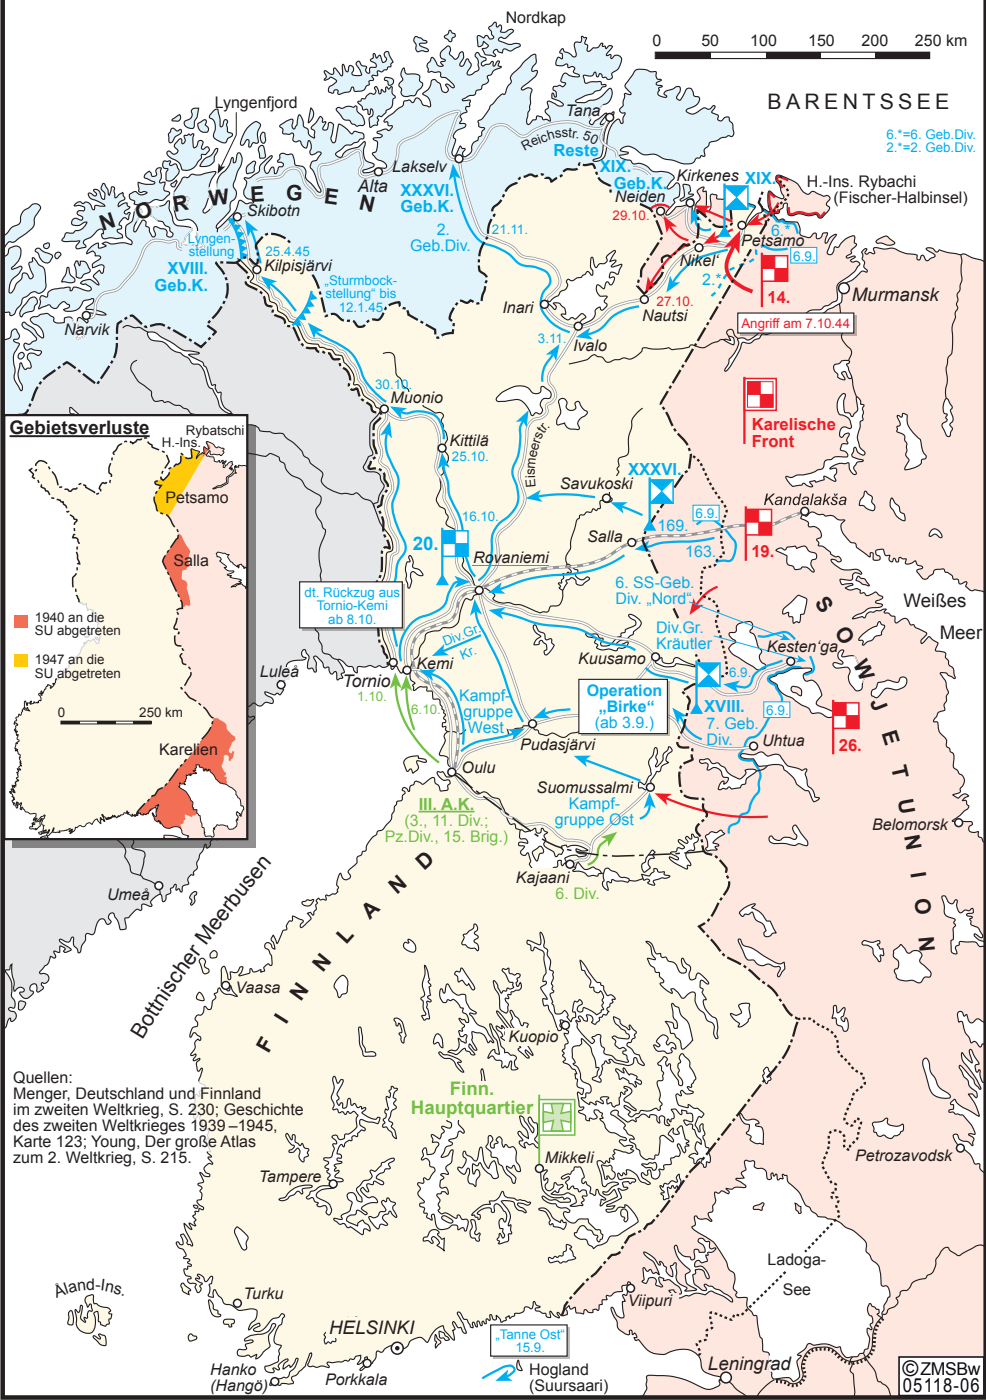 Nordkap
0 50 100 150 200 250 km
BARENTSSEE
6.*=6. Geb.Div.
2.*=2. Geb.Div.
Lyngenfjord
Tana
Reichsstr. 50
Reste
XIX.
Geb.K.
Lakselv
Alta
XXXVI.
Geb.K.
Kirkenes
XIX.
H.-Ins. Rybachi
(Fischer-Halbinsel)
NORWEGEN
Skibotn
Neiden
29.10.
Petsamo
6.*
6.9.
2.
Geb.Div.
21.11.
Lyngen-
stellung
25.4.45
XVIII.
Geb.K.
Kilpisjärvi
Nikel'
2.*
14.
„Sturmbock-
stellung" bis
12.1.45
Murmansk
Narvik
Inari
27.10.
Nautsi
Angriff am 7.10.44
3.11.
Ivalo
30.10.
Muonio
Karelische
Front
Kittilä
25.10.
Eismeerstr.
XXXVI.
Savukoski
Kandalakša
16.10.
6.9.
169.
20.
Salla
163.
19.
Rovaniemi
dt. Rückzug aus
Tornio-Kemi
ab 8.10.
6. SS-Geb.
Div. „Nord"
Weißes
Meer
SOWJETUNION
Div.Gr.
Kräutler
Div.Gr.
Kr.
Kesten'ga
Kuusamo
Luleå
Tornio
1.10.
Kemi
6.9.
6.10.
Kampf-
gruppe
West
Operation
„Birke"
(ab 3.9.)
XVIII.
7. Geb.
Div.
6.9.
26.
Pudasjärvi
Uhtua
Oulu
Suomussalmi
Kampf-
gruppe Ost
III. A.K.
(3., 11. Div.;
Pz.Div., 15. Brig.)
Belomorsk
Kajaani
6. Div.
Umeå
Bottnischer Meerbusen
FINNLAND
Vaasa
Kuopio
Finn.
Hauptquartier
Mikkeli
Tampere
Petrozavodsk
Ladoga-
See
Åland-Ins.
Turku
Viipuri
HELSINKI
„Tanne Ost"
15.9.
Hanko
(Hangö)
Porkkala
Hogland
(Suursaari)
Leningrad
Gebietsverluste
Rybatschi
H.-Ins.
Petsamo
Salla
1940 an die
SU abgetreten
1947 an die
SU abgetreten
0 250 km
Karelien
Quellen:
Menger, Deutschland und Finnland
im zweiten Weltkrieg, S. 230; Geschichte
des zweiten Weltkrieges 1939–1945,
Karte 123; Young, Der große Atlas
zum 2. Weltkrieg, S. 215.
©ZMSBw
05118-06